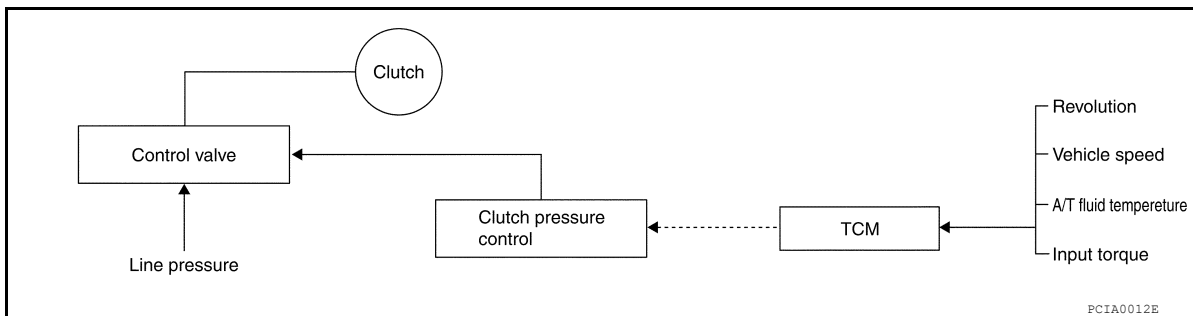 Clutch
Revolution
Control valve
Vehicle speed
Clutch pressure
control
A/T fluid tempereture
TCM
Line pressure
Input torque
PCIA0012E